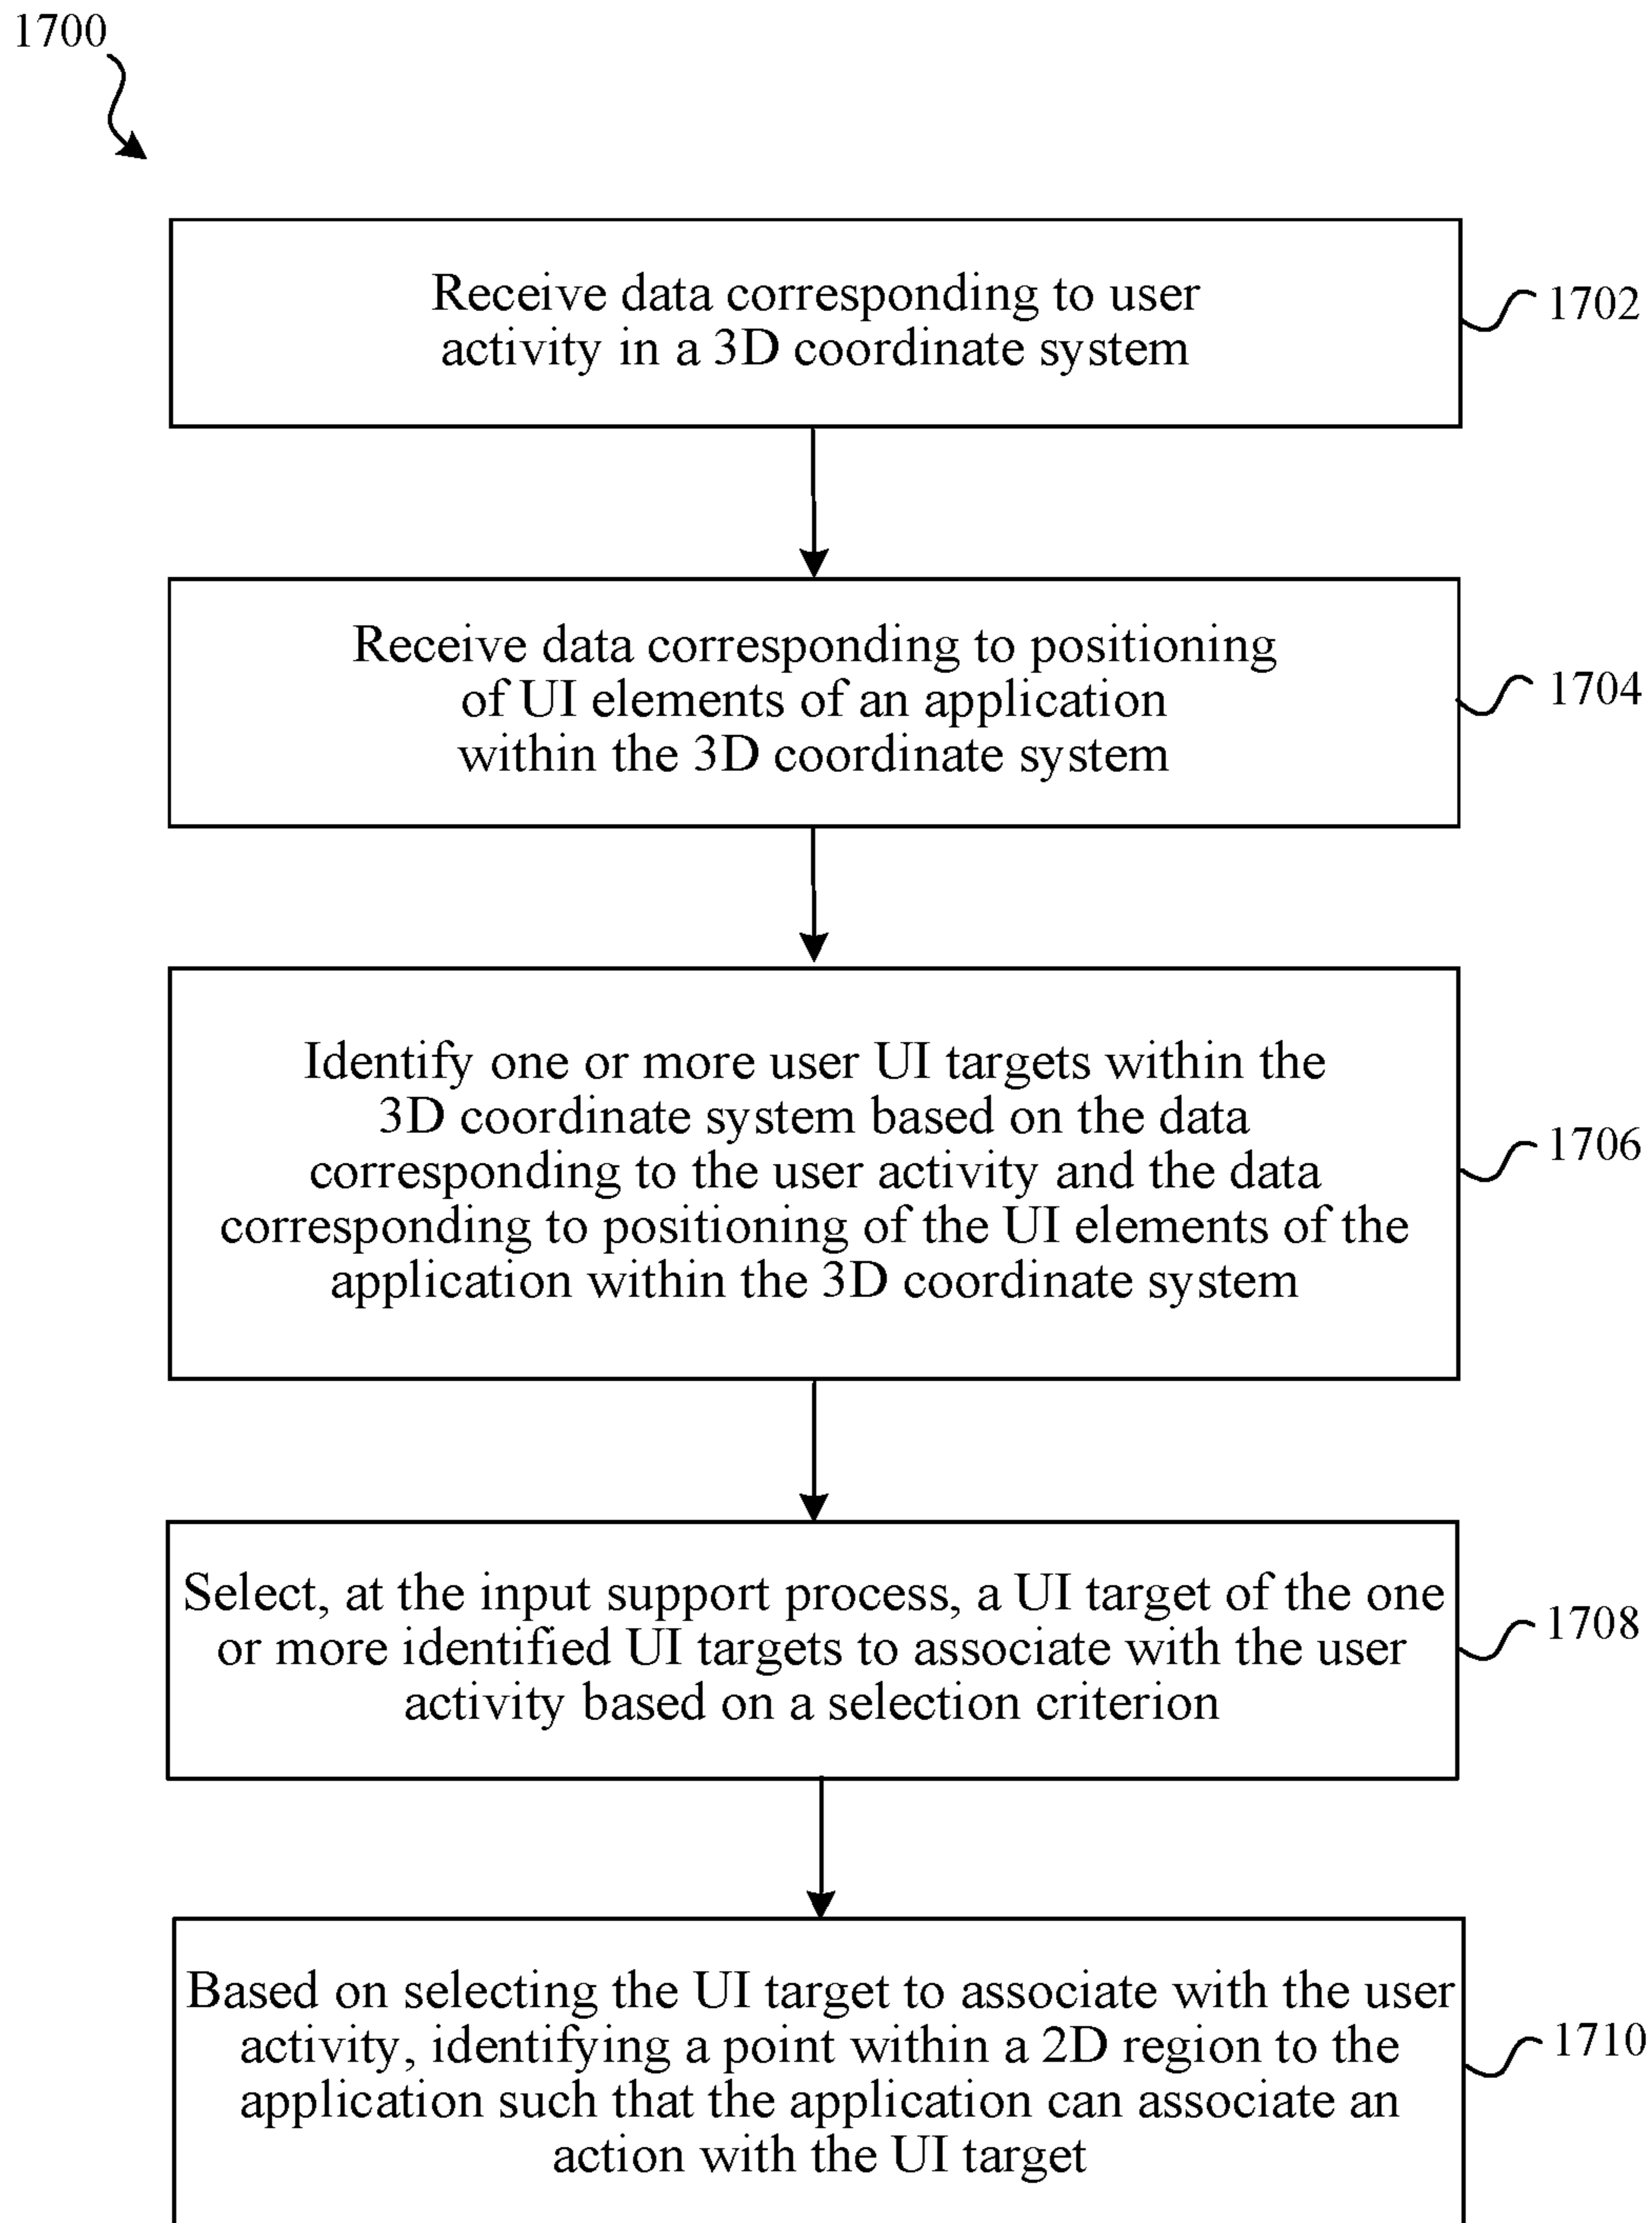 1700
Receive data corresponding to user
activity in a 3D coordinate system
1702
Receive data corresponding to positioning
of UI elements of an application
within the 3D coordinate system
1704
Identify one or more user UI targets within the
3D coordinate system based on the data
corresponding to the user activity and the data
corresponding to positioning of the UI elements of the
application within the 3D coordinate system
1706
Select, at the input support process, a UI target of the one
or more identified UI targets to associate with the user
activity based on a selection criterion
1708
Based on selecting the UI target to associate with the user
activity, identifying a point within a 2D region to the
application such that the application can associate an
action with the UI target
1710